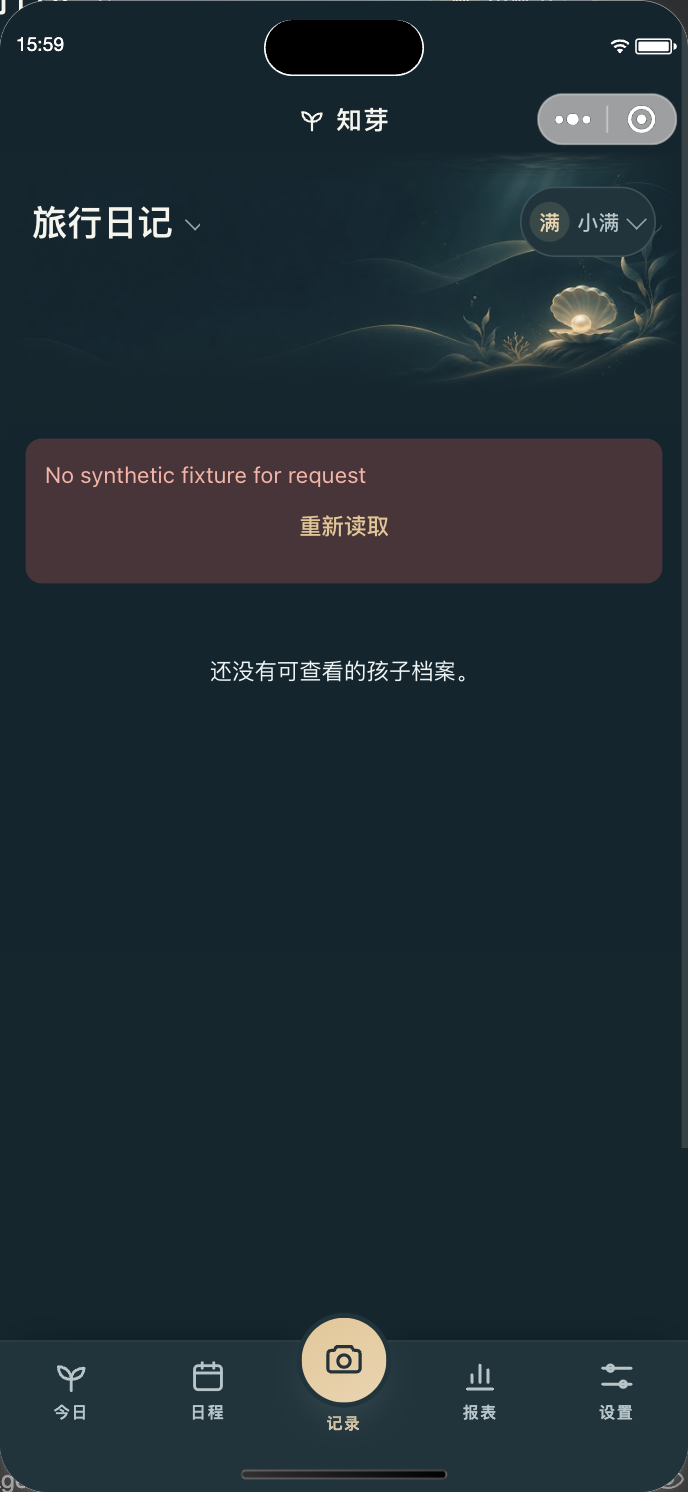 15:59
知芽
旅行日记
满 小满
No synthetic fixture for request
重新读取
还没有可查看的孩子档案。
今日
日程
记录
报表
设置